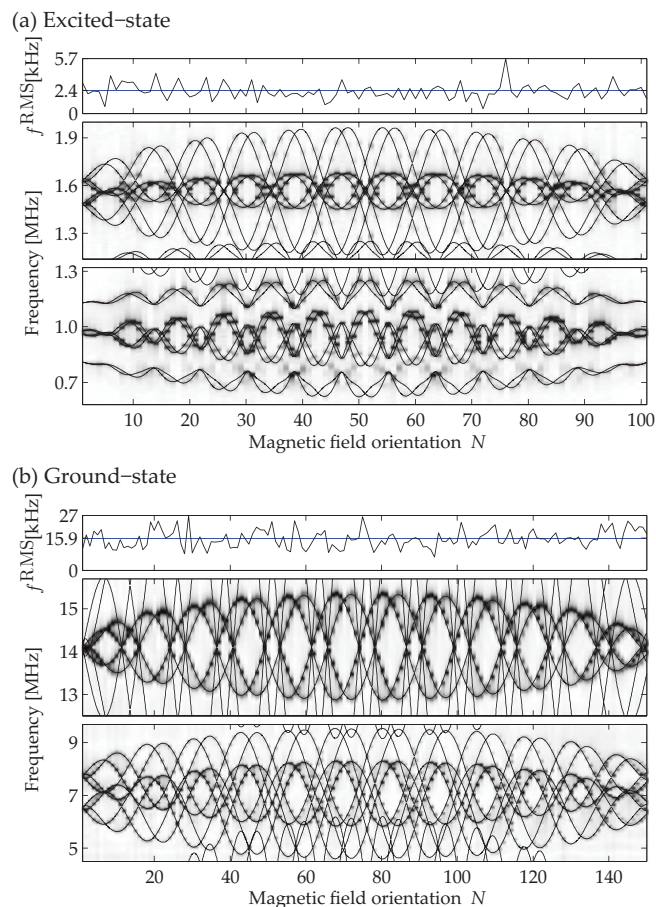 (a) Excited−state
f RMS[kHz]
5.7
2.4
0
Frequency [MHz]
1.9
1.6
1.3
1.3
1.0
0.7
10 20 30 40 50 60 70 80 90 100
Magnetic field orientation N
(b) Ground−state
f RMS[kHz]
27
15.9
0
Frequency [MHz]
15
14
13
9
7
5
20 40 60 80 100 120 140
Magnetic field orientation N